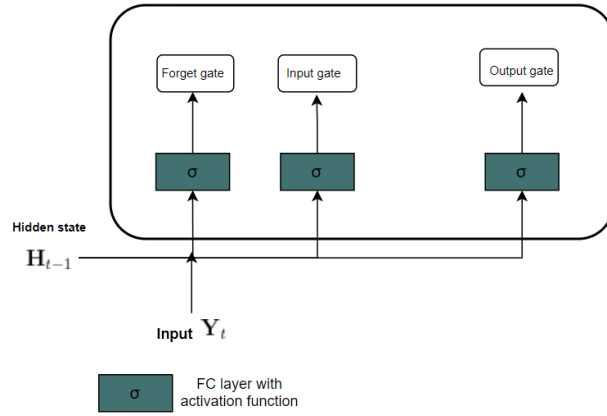 Forget gate
Input gate
Output gate
σ
σ
σ
Hidden state
H_{t−1}
Input Y_t
σ
FC layer with
activation function